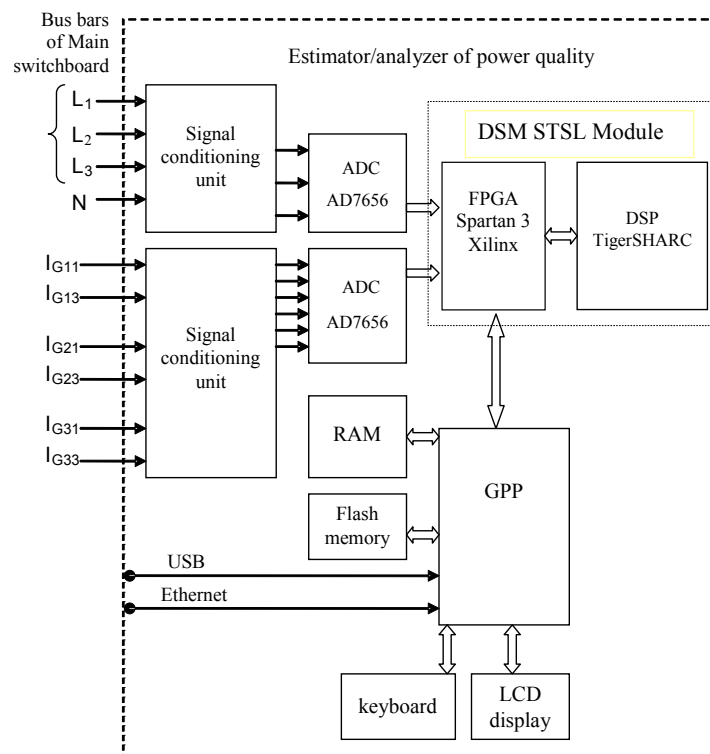 Bus bars
of Main
switchboard
Estimator/analyzer of power quality
L1
L2
L3
N
Signal
conditioning
unit
ADC
AD7656
DSM STSL Module
FPGA
Spartan 3
Xilinx
DSP
TigerSHARC
IG11
IG13
IG21
IG23
IG31
IG33
Signal
conditioning
unit
ADC
AD7656
RAM
GPP
Flash
memory
USB
Ethernet
keyboard
LCD
display